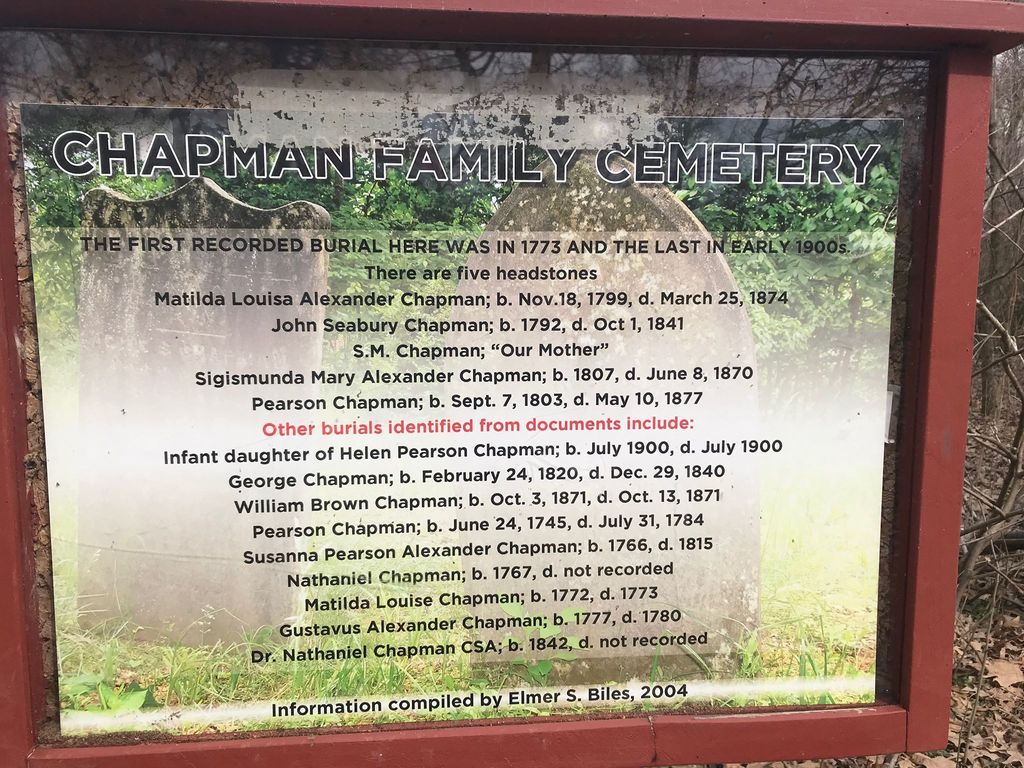 CHAPMAN FAMILY CEMETERY
THE FIRST RECORDED BURIAL HERE WAS IN 1773 AND THE LAST IN EARLY 1900s.
There are five headstones
Matilda Louisa Alexander Chapman; b. Nov.18, 1799, d. March 25, 1874
John Seabury Chapman; b. 1792, d. Oct 1, 1841
S.M. Chapman; “Our Mother”
Sigismunda Mary Alexander Chapman; b. 1807, d. June 8, 1870
Pearson Chapman; b. Sept. 7, 1803, d. May 10, 1877
Other burials identified from documents include:
Infant daughter of Helen Pearson Chapman; b. July 1900, d. July 1900
George Chapman; b. February 24, 1820, d. Dec. 29, 1840
William Brown Chapman; b. Oct. 3, 1871, d. Oct. 13, 1871
Pearson Chapman; b. June 24, 1745, d. July 31, 1784
Susanna Pearson Alexander Chapman; b. 1766, d. 1815
Nathaniel Chapman; b. 1767, d. not recorded
Matilda Louise Chapman; b. 1772, d. 1773
Gustavus Alexander Chapman; b. 1777, d. 1780
Dr. Nathaniel Chapman CSA; b. 1842, d. not recorded
Information compiled by Elmer S. Biles, 2004